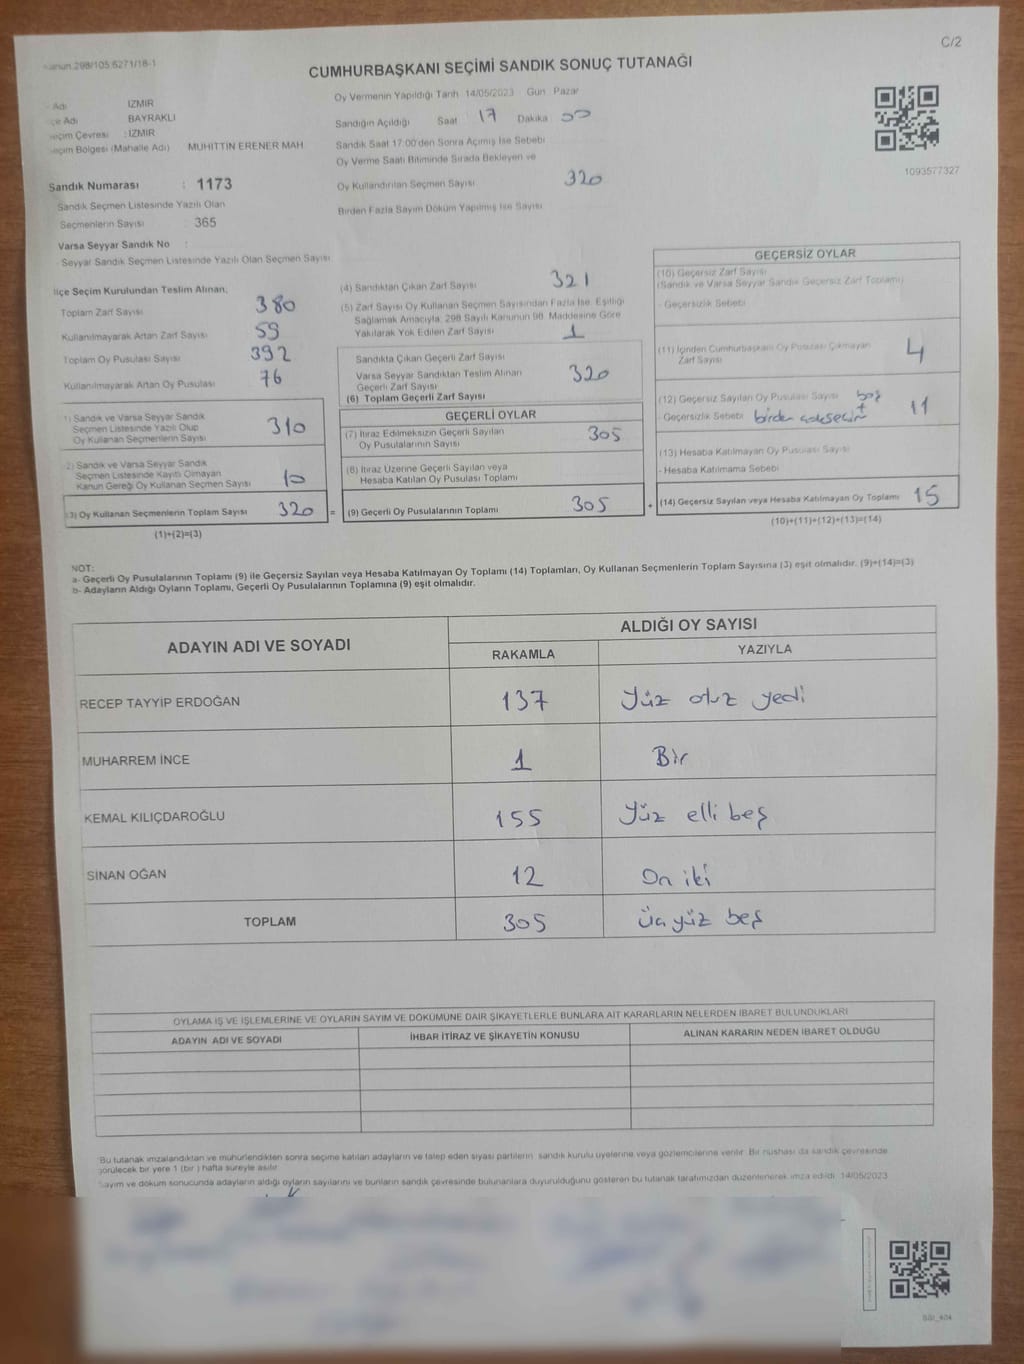 Kanun 298/105,6271/18-1
C/2
CUMHURBAŞKANI SEÇİMİ SANDIK SONUÇ TUTANAĞI
Adı İZMİR
çe Adı BAYRAKLI
eçim Çevresi : İZMİR
eçim Bölgesi (Mahalle Adı) MUHİTTİN ERENER MAH
Sandık Numarası : 1173
Sandık Seçmen Listesinde Yazılı Olan
Seçmenlerin Sayısı 365
Oy Vermenin Yapıldığı Tarih 14/05/2023 Gün Pazar
Sandığın Açıldığı Saat 17 Dakika 00
Sandık Saat 17:00'den Sonra Açımış İse Sebebi
Oy Verme Saati Bitiminde Sırada Bekleyen ve
Oy Kullandırılan Seçmen Sayısı 320
Birden Fazla Sayım Döküm Yapılmış İse Sayısı
1093577327
Varsa Seyyar Sandık No :
Seyyar Sandık Seçmen Listesinde Yazılı Olan Seçmen Sayısı
İlçe Seçim Kurulundan Teslim Alınan;
Toplam Zarf Sayısı 380
Kullanılmayarak Artan Zarf Sayısı 59
Toplam Oy Pusulası Sayısı 392
Kullanılmayarak Artan Oy Pusulası 76
(4) Sandıktan Çıkan Zarf Sayısı 321
(5) Zarf Sayısı Oy Kullanan Seçmen Sayısından Fazla İse, Eşitliği
Sağlamak Amacıyla, 298 Sayılı Kanunun 98. Maddesine Göre
Yakılarak Yok Edilen Zarf Sayısı 1
Sandıkta Çıkan Geçerli Zarf Sayısı
Varsa Seyyar Sandıktan Teslim Alınan
Geçerli Zarf Sayısı
(6) Toplam Geçerli Zarf Sayısı 320
1) Sandık ve Varsa Seyyar Sandık
Seçmen Listesinde Yazılı Olup
Oy Kullanan Seçmenlerin Sayısı 310
2) Sandık ve Varsa Seyyar Sandık
Seçmen Listesinde Kayıtlı Olmayan
Kanun Gereği Oy Kullanan Seçmen Sayısı 10
(3) Oy Kullanan Seçmenlerin Toplam Sayısı 320 =
(1)+(2)=(3)
GEÇERLİ OYLAR
(7) İtiraz Edilmeksizin Geçerli Sayılan
Oy Pusulalarının Sayısı 305
(8) İtiraz Üzerine Geçerli Sayılan veya
Hesaba Katılan Oy Pusulası Toplamı
(9) Geçerli Oy Pusulalarının Toplamı 305 +
GEÇERSİZ OYLAR
(10) Geçersiz Zarf Sayısı
(Sandık ve Varsa Seyyar Sandık Geçersiz Zarf Toplamı)
- Geçersizlik Sebebi
(11) İçinden Cumhurbaşkanı Oy Pusulası Çıkmayan
Zarf Sayısı 4
(12) Geçersiz Sayılan Oy Pusulası Sayısı boş
- Geçersizlik Sebebi birden + 11
(13) Hesaba Katılmayan Oy Pusulası Sayısı
- Hesaba Katılmama Sebebi
(14) Geçersiz Sayılan veya Hesaba Katılmayan Oy Toplamı 15
(10)+(11)+(12)+(13)=(14)
NOT:
a- Geçerli Oy Pusulalarının Toplamı (9) ile Geçersiz Sayılan veya Hesaba Katılmayan Oy Toplamı (14) Toplamları, Oy Kullanan Seçmenlerin Toplam Sayısına (3) eşit olmalıdır. (9)+(14)=(3)
b- Adayların Aldığı Oyların Toplamı, Geçerli Oy Pusulalarının Toplamına (9) eşit olmalıdır.
ADAYIN ADI VE SOYADI
ALDIĞI OY SAYISI
RAKAMLA YAZIYLA
RECEP TAYYİP ERDOĞAN 137 Yüz otuz yedi
MUHARREM İNCE 1 Bir
KEMAL KILIÇDAROĞLU 155 Yüz elli beş
SİNAN OĞAN 12 On iki
TOPLAM 305 üçyüz beş
OYLAMA İŞ VE İŞLEMLERİNE VE OYLARIN SAYIM VE DÖKÜMÜNE DAİR ŞİKAYETLERLE BUNLARA AİT KARARLARIN NELERDEN İBARET BULUNDUKLARI
ADAYIN ADI VE SOYADI İHBAR İTİRAZ VE ŞİKAYETİN KONUSU ALINAN KARARIN NEDEN İBARET OLDUĞU
Bu tutanak imzalandıktan ve mühürlendikten sonra seçime katılan adayların ve talep eden siyasi partilerin sandık kurulu üyelerine veya gözlemcilerine verilir. Bir nüshası da sandık çevresinde
görülecek bir yere 1 (bir ) hafta süreyle asılır.
Sayım ve döküm sonucunda adayların aldığı oyların sayılarını ve bunların sandık çevresinde bulunanlara duyurulduğunu gösteren bu tutanak tarafımızdan düzenlenerek imza edildi. 14/05/2023